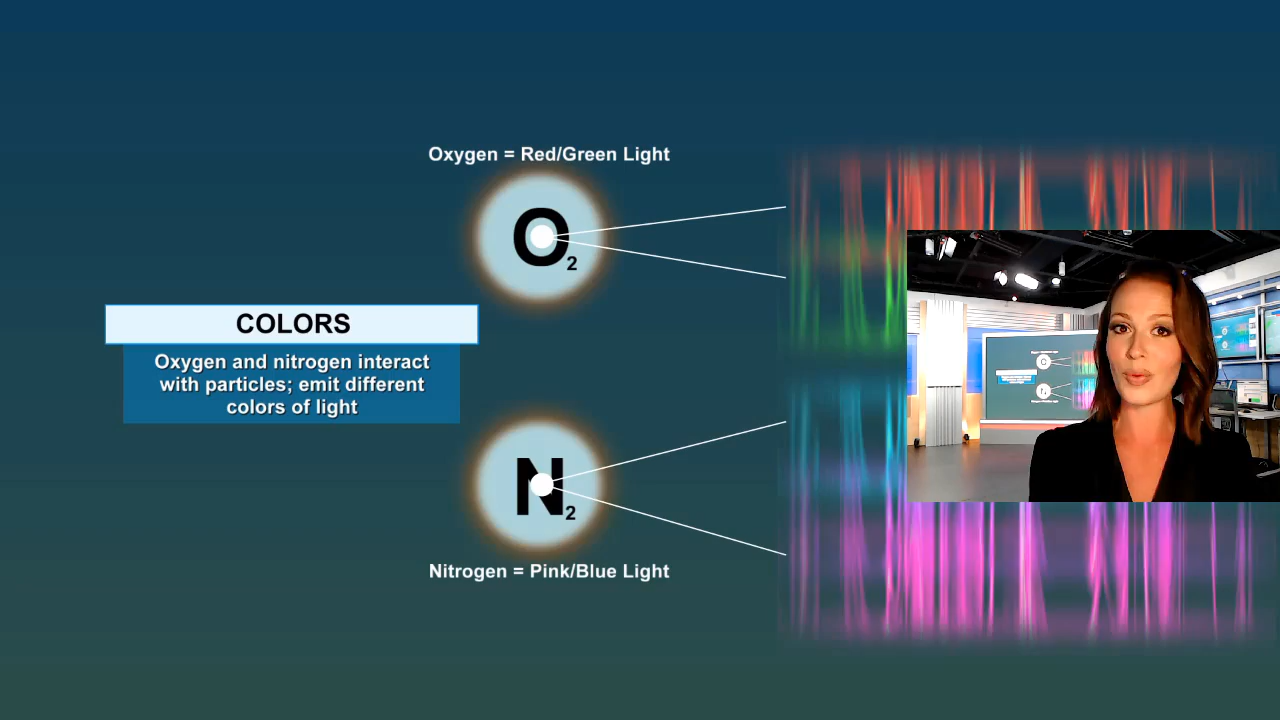 Oxygen = Red/Green Light
O2
COLORS
Oxygen and nitrogen interact
with particles; emit different
colors of light
N2
Nitrogen = Pink/Blue Light